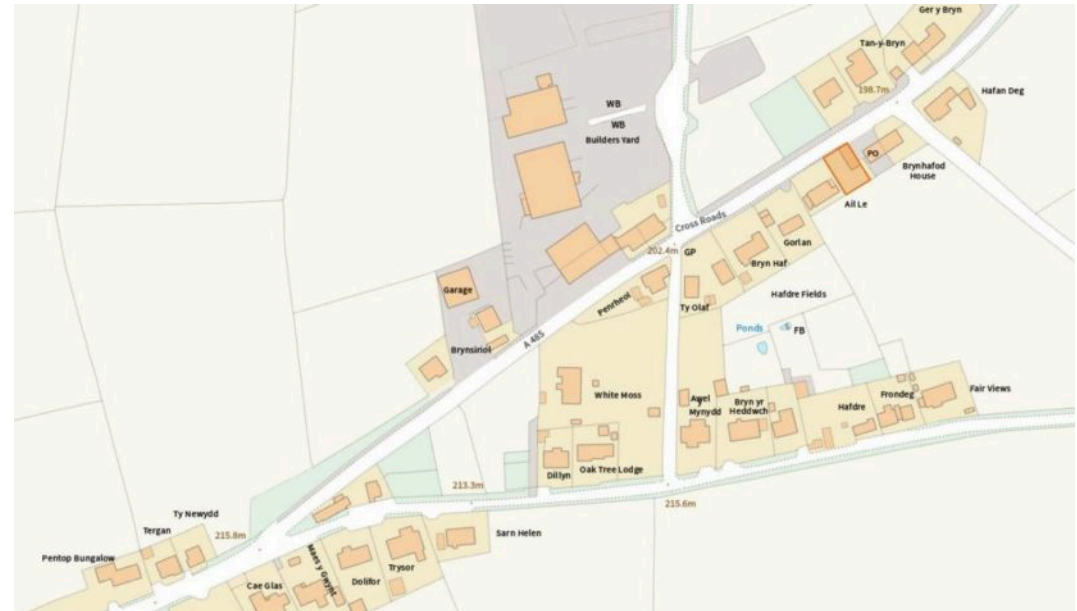 Ger y Bryn
Tan-y-Bryn
198.7m
Hafan Deg
WB
WB
Builders Yard
PO
Brynhafod
House
Ail Le
Cross Roads
202.4m
GP
Gorlan
Bryn Haf
Garage
Penrheol
Ty Olaf
Hafdre Fields
Ponds
FB
A 485
Brynsiriol
White Moss
Awel
y
Mynydd
Bryn yr
Heddwch
Hafdre
Frondeg
Fair Views
Dillyn
Oak Tree Lodge
213.3m
215.6m
Ty Newydd
Tergan
215.8m
Sarn Helen
Pentop Bungalow
Maes y Gwynt
Trysor
Dolifor
Cae Glas